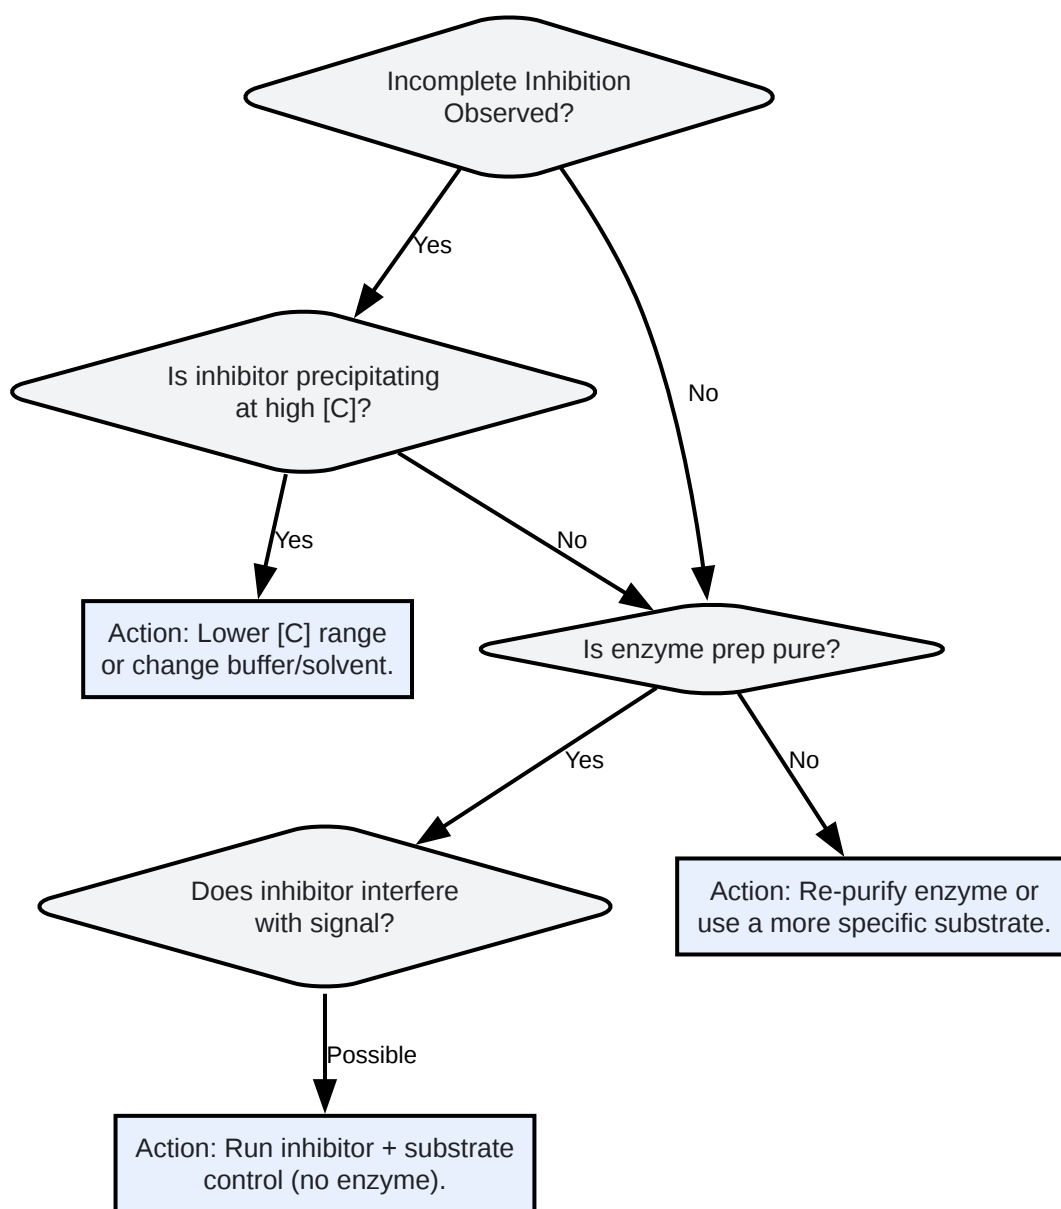 Incomplete Inhibition
Observed?
Yes
Is inhibitor precipitating
at high [C]?
No
Yes
No
Action: Lower [C] range
or change buffer/solvent.
Is enzyme prep pure?
Yes
No
Does inhibitor interfere
with signal?
Action: Re-purify enzyme or
use a more specific substrate.
Possible
Action: Run inhibitor + substrate
control (no enzyme).